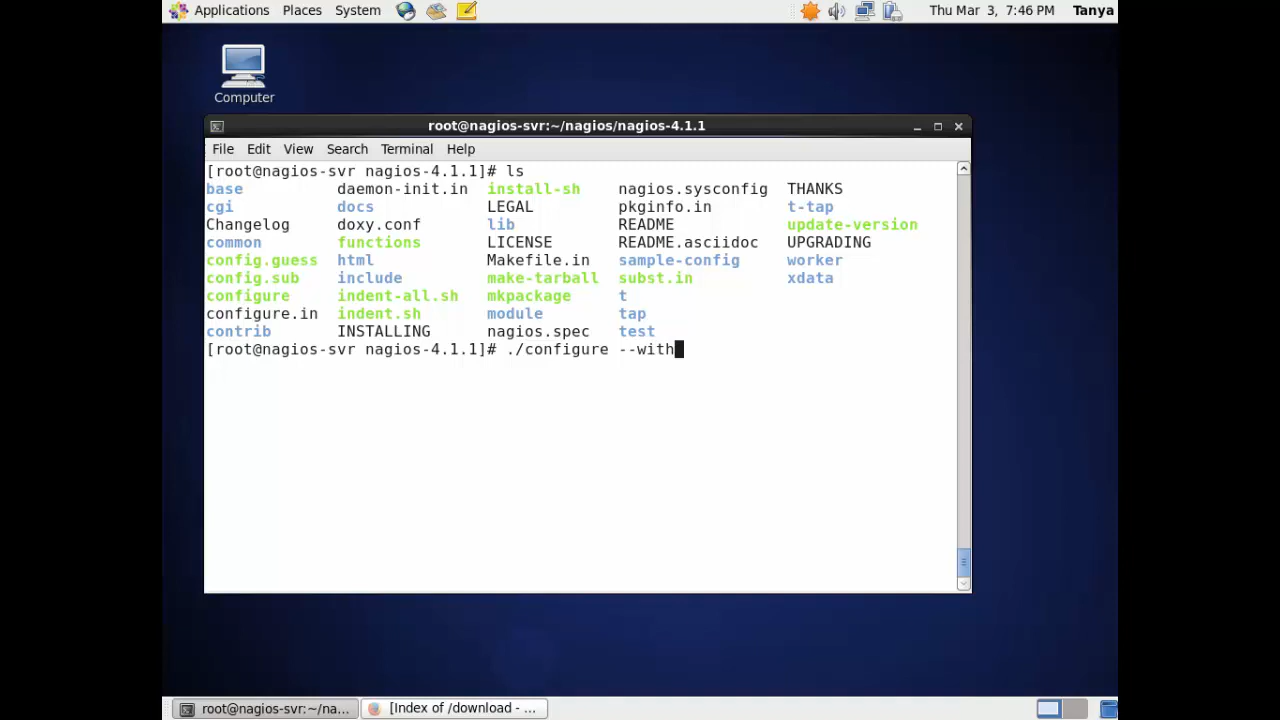 Applications Places System Thu Mar 3, 7:46 PM Tanya
Computer
root@nagios-svr:~/nagios/nagios-4.1.1
File Edit View Search Terminal Help
[root@nagios-svr nagios-4.1.1]# ls
base daemon-init.in install-sh nagios.sysconfig THANKS
cgi docs LEGAL pkginfo.in t-tap
Changelog doxy.conf lib README update-version
common functions LICENSE README.asciidoc UPGRADING
config.guess html Makefile.in sample-config worker
config.sub include make-tarball subst.in xdata
configure indent-all.sh mkpackage t
configure.in indent.sh module tap
contrib INSTALLING nagios.spec test
[root@nagios-svr nagios-4.1.1]# ./configure --with
root@nagios-svr:~/na... [Index of /download - ...